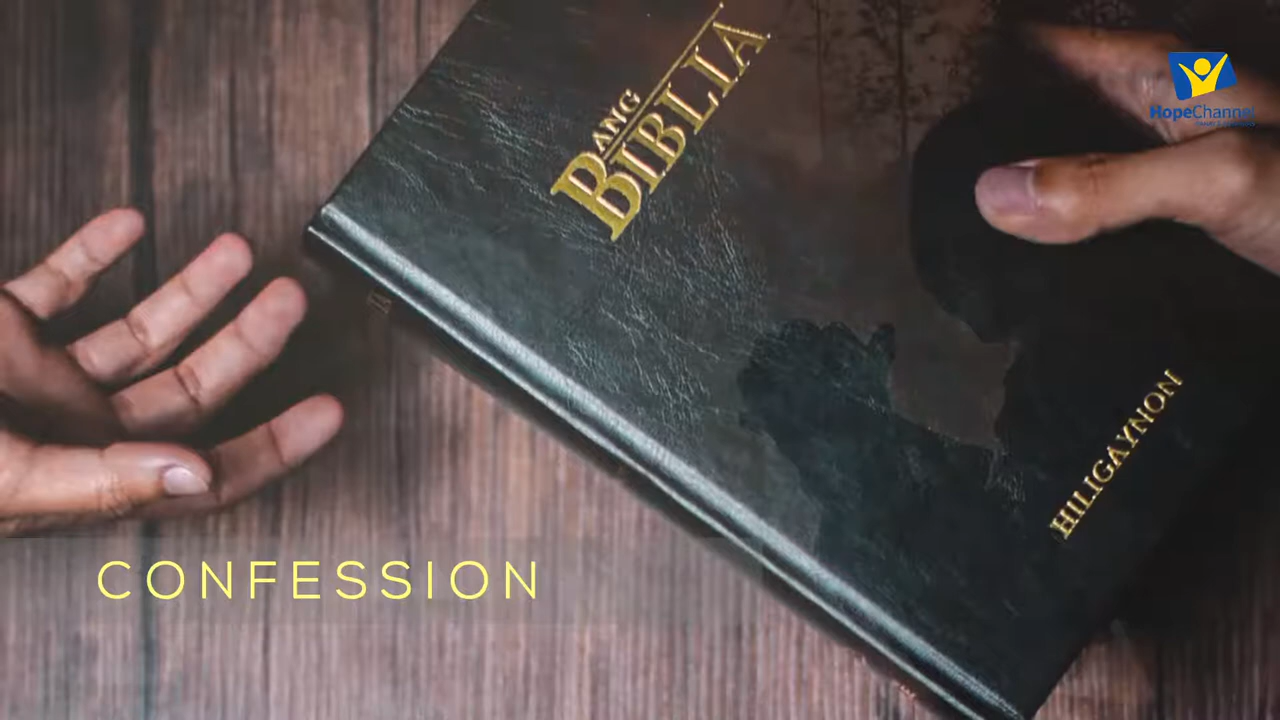 ANG
BIBLIA
HopeChannel
HILIGAYNON
CONFESSION